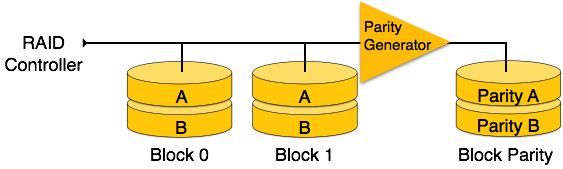 Parity
Generator
RAID
Controller
A
A
Parity A
B
B
Parity B
Block 0
Block 1
Block Parity